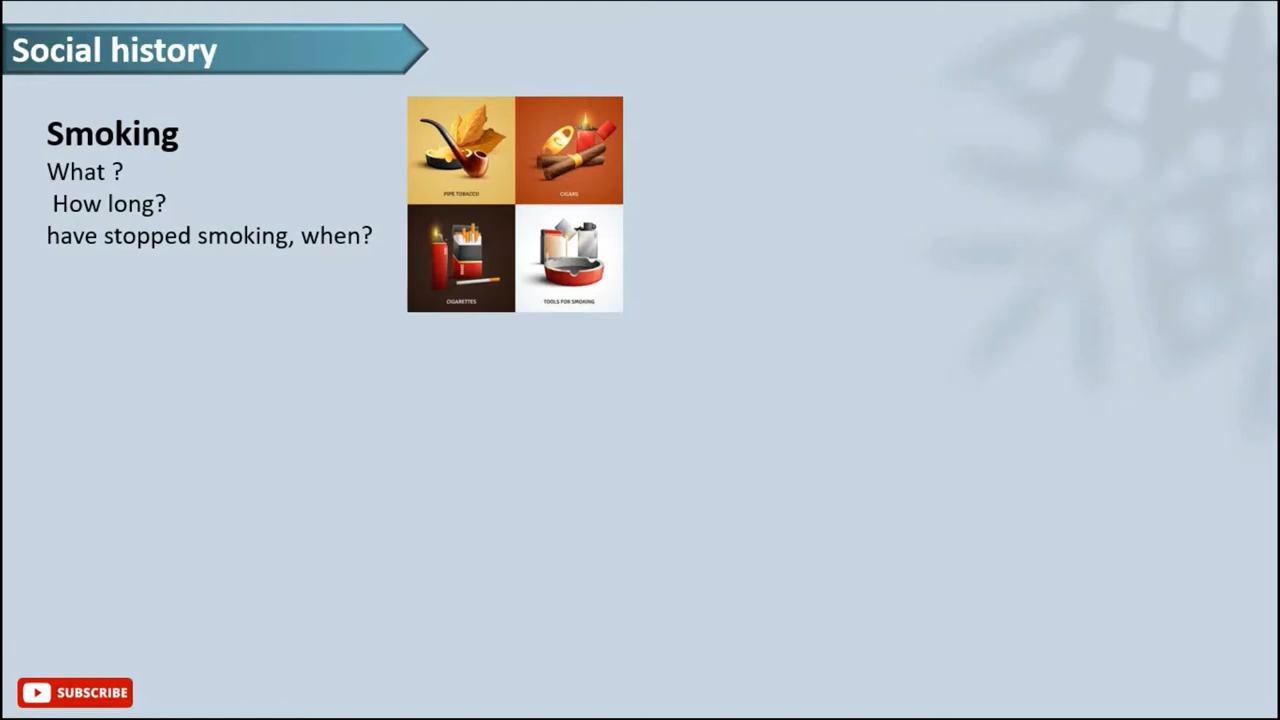 Social history
Smoking
What ?
How long?
have stopped smoking, when?
PIPE TOBACCO
CIGARS
CIGARETTES
TOOLS FOR SMOKING
SUBSCRIBE